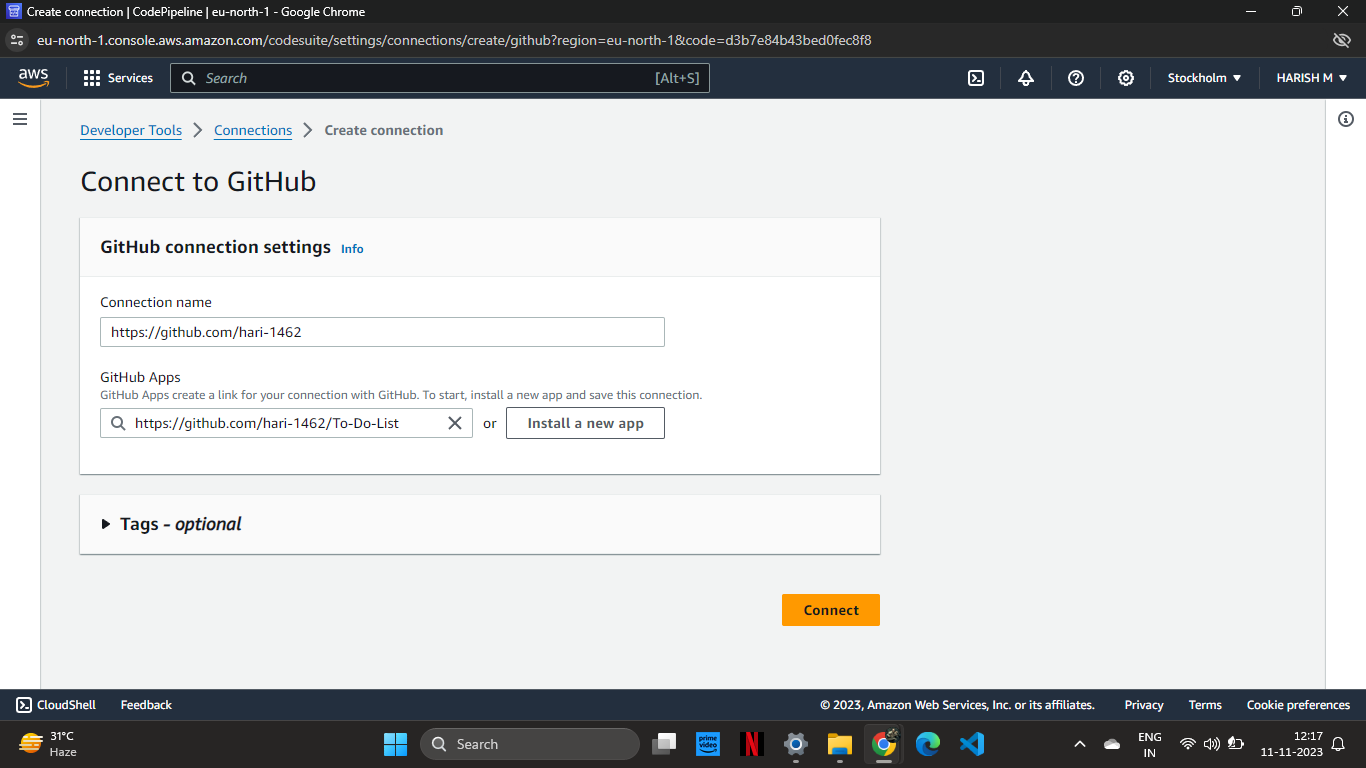 Create connection | CodePipeline | eu-north-1 - Google Chrome
eu-north-1.console.aws.amazon.com/codesuite/settings/connections/create/github?region=eu-north-1&code=d3b7e84b43bed0fec8f8
aws
Services
Search
[Alt+S]
Stockholm
HARISH M
Developer Tools
Connections
Create connection
Connect to GitHub
GitHub connection settings Info
Connection name
https://github.com/hari-1462
GitHub Apps
GitHub Apps create a link for your connection with GitHub. To start, install a new app and save this connection.
https://github.com/hari-1462/To-Do-List
or
Install a new app
Tags - optional
Connect
CloudShell
Feedback
© 2023, Amazon Web Services, Inc. or its affiliates.
Privacy
Terms
Cookie preferences
31°C
Haze
Search
prime video
N
ENG
IN
12:17
11-11-2023